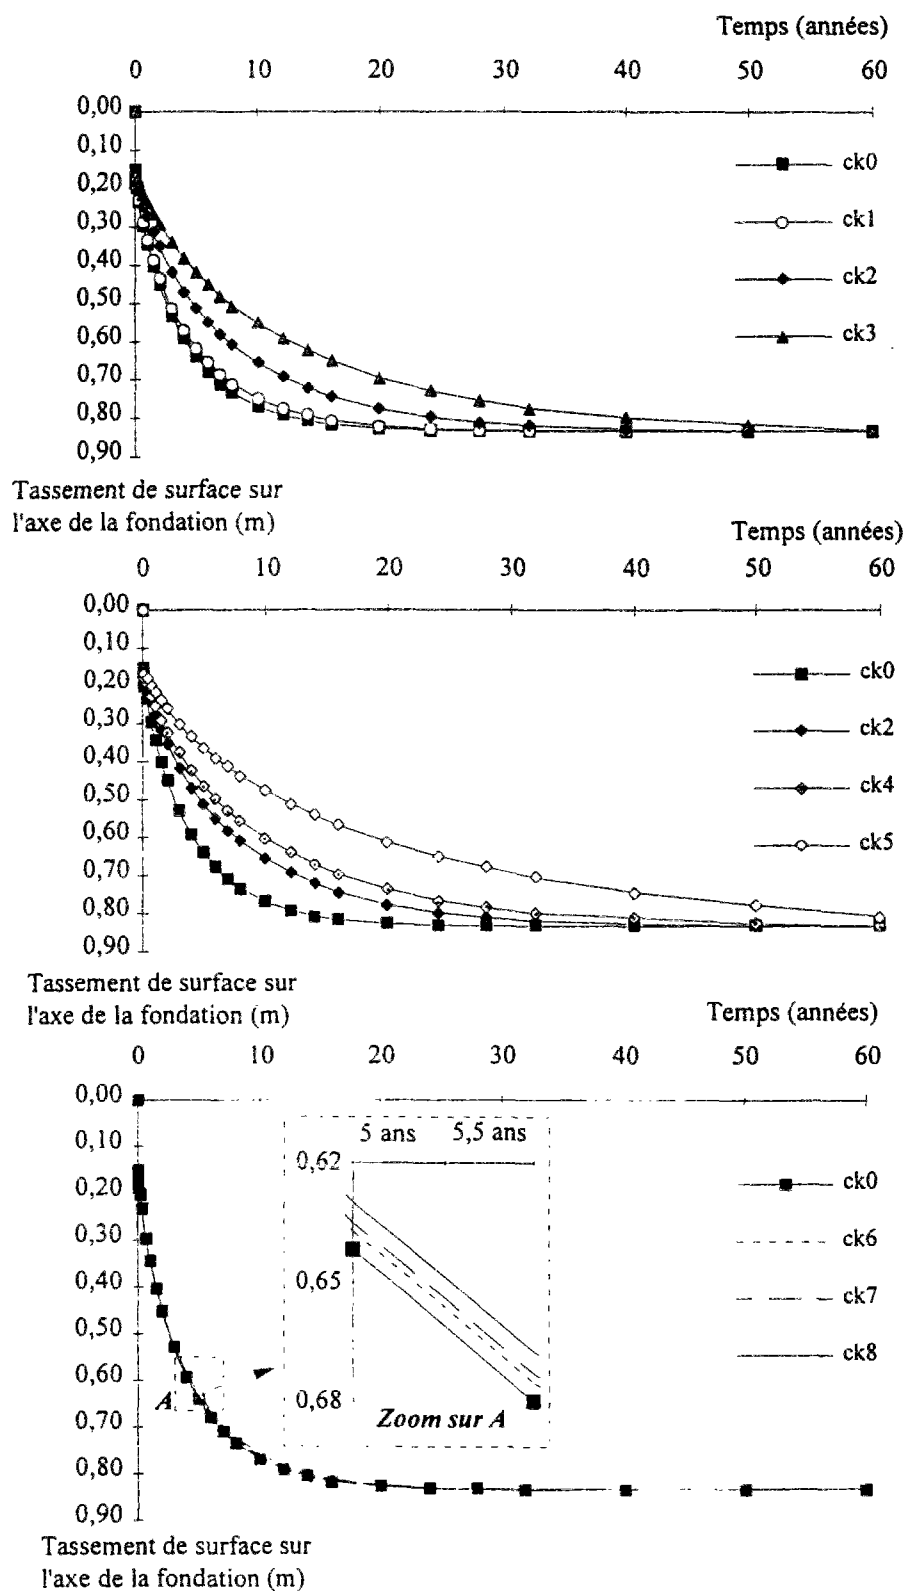 Temps (années)
0 10 20 30 40 50 60
0,00
0,10
0,20
0,30
0,40
0,50
0,60
0,70
0,80
0,90
ck0
ck1
ck2
ck3
Tassement de surface sur
l'axe de la fondation (m)
Temps (années)
0 10 20 30 40 50 60
0,00
0,10
0,20
0,30
0,40
0,50
0,60
0,70
0,80
0,90
ck0
ck2
ck4
ck5
Tassement de surface sur
l'axe de la fondation (m)
Temps (années)
0 10 20 30 40 50 60
0,00
0,10
0,20
0,30
0,40
0,50
0,60
0,70
0,80
0,90
A
5 ans 5,5 ans
0,62
0,65
0,68
Zoom sur A
ck0
ck6
ck7
ck8
Tassement de surface sur
l'axe de la fondation (m)